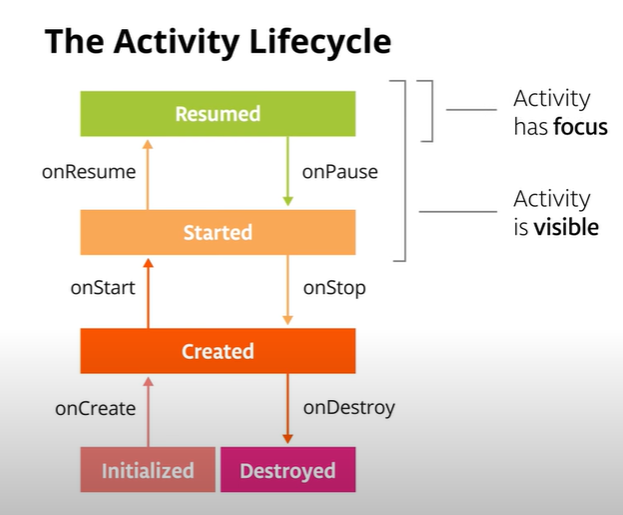 The Activity Lifecycle
Resumed
Activity
has focus
onResume
onPause
Activity
is visible
Started
onStart
onStop
Created
onCreate
onDestroy
Initialized
Destroyed